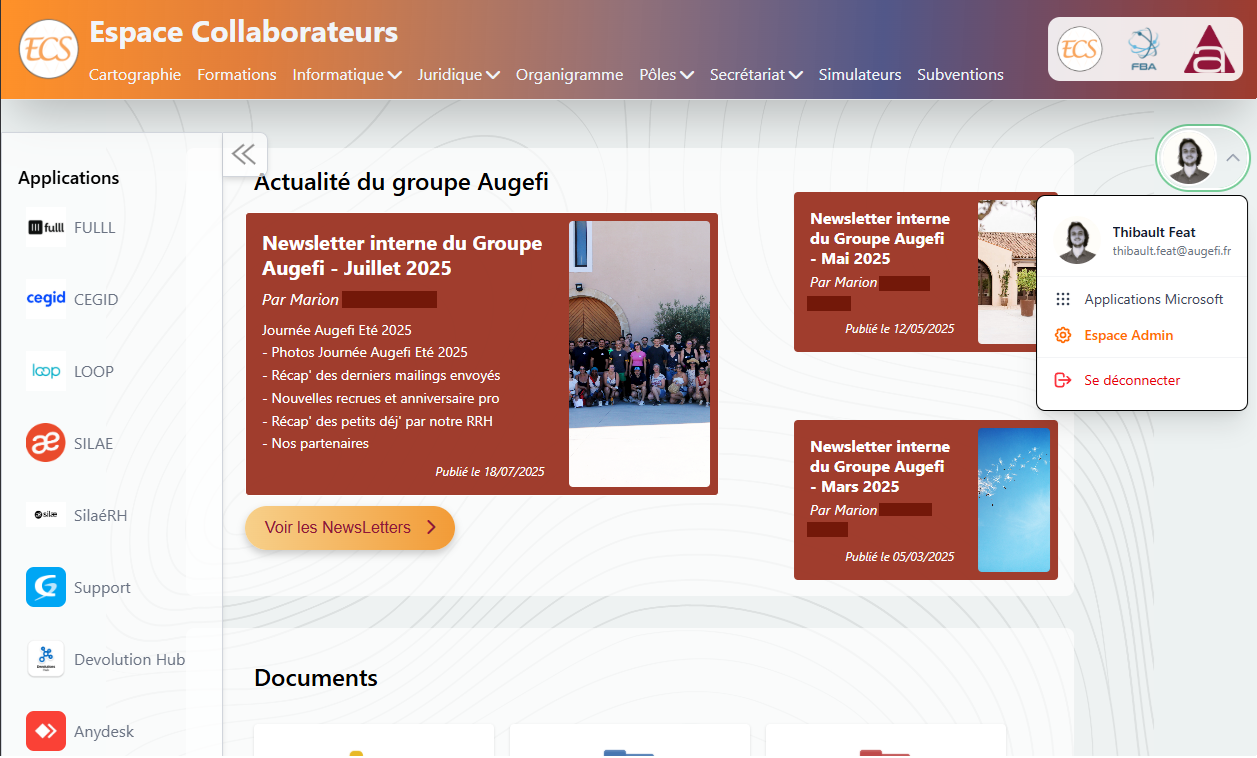 ECS
Espace Collaborateurs
Cartographie Formations Informatique Juridique Organigramme Pôles Secrétariat Simulateurs Subventions
ECS FBA a
Applications
FULLL
FULLL
cegid CEGID
loop LOOP
æ SILAE
silae SilaéRH
Support
Devolutions Hub Devolution Hub
Anydesk
Actualité du groupe Augefi
Newsletter interne du Groupe
Augefi - Juillet 2025
Par Marion
Journée Augefi Eté 2025
- Photos Journée Augefi Eté 2025
- Récap' des derniers mailings envoyés
- Nouvelles recrues et anniversaire pro
- Récap' des petits déj' par notre RRH
- Nos partenaires
Publié le 18/07/2025
Voir les NewsLetters
Newsletter interne
du Groupe Augefi
- Mai 2025
Par Marion
Publié le 12/05/2025
Newsletter interne
du Groupe Augefi
- Mars 2025
Par Marion
Publié le 05/03/2025
Thibault Feat
thibault.feat@augefi.fr
Applications Microsoft
Espace Admin
Se déconnecter
Documents